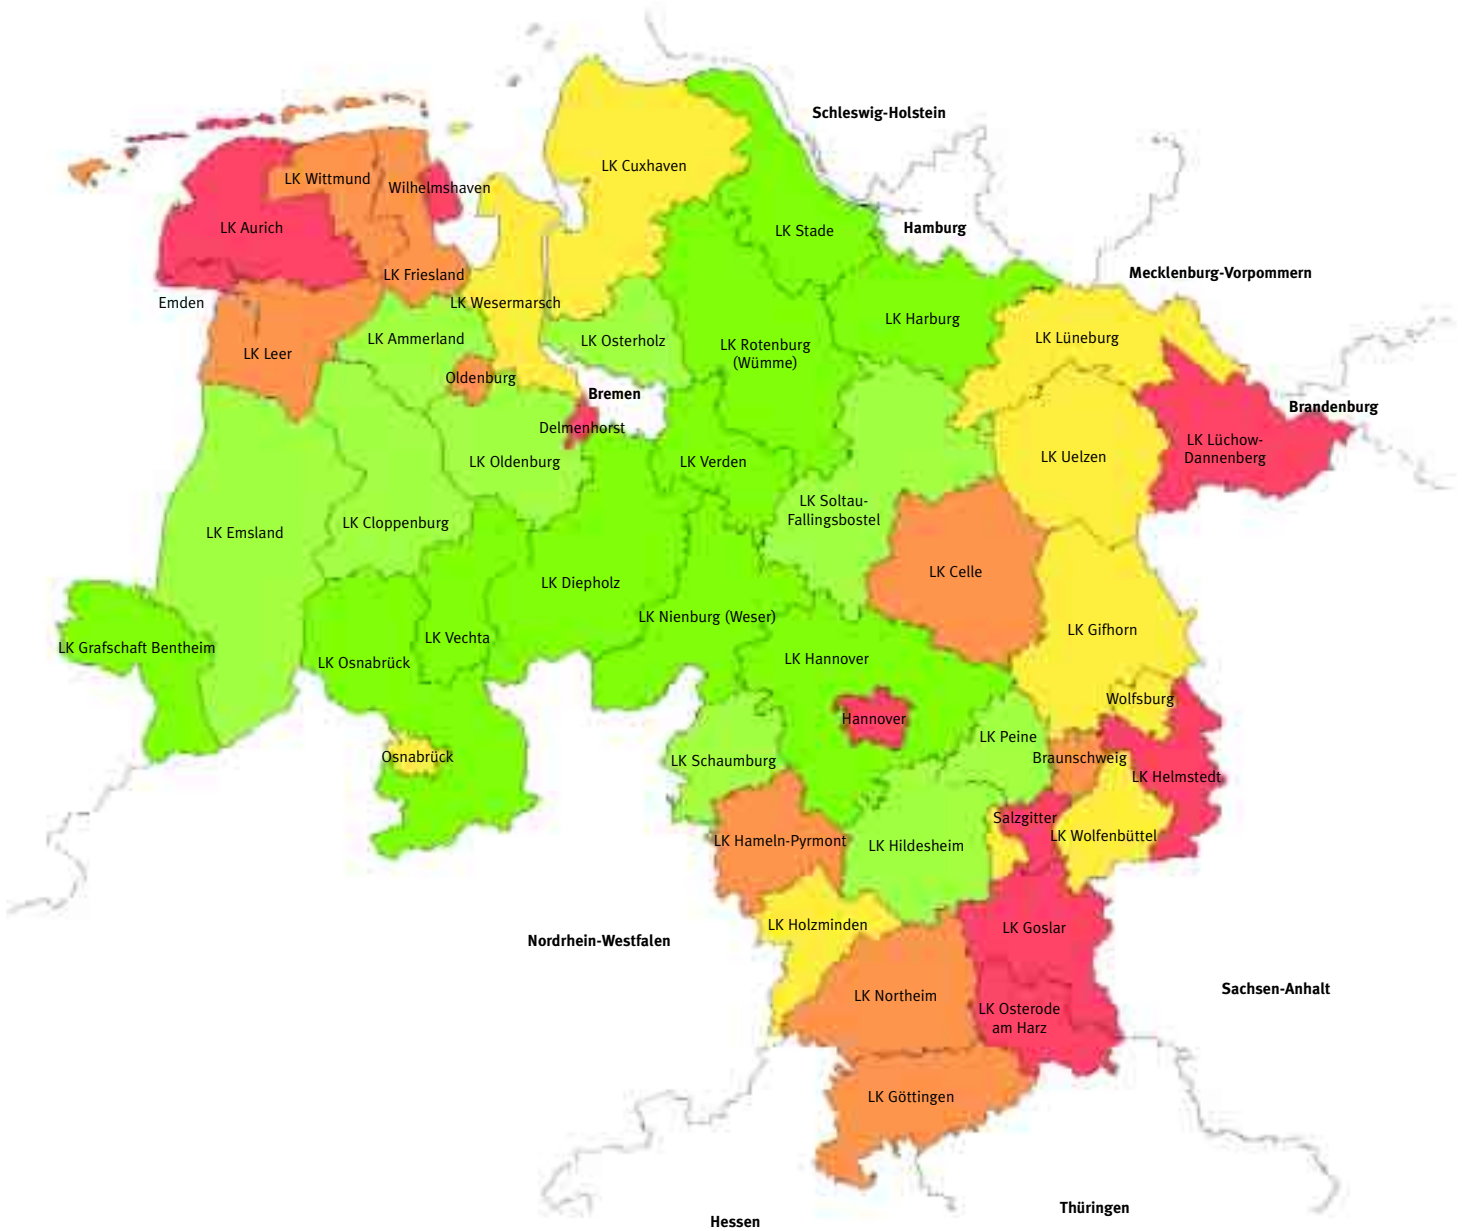 Schleswig-Holstein
LK Cuxhaven
LK Wittmund
Wilhelmshaven
LK Aurich
LK Stade
Hamburg
LK Friesland
Mecklenburg-Vorpommern
Emden
LK Wesermarsch
LK Harburg
LK Ammerland
LK Osterholz
LK Lüneburg
LK Rotenburg
(Wümme)
LK Leer
Oldenburg
Bremen
Brandenburg
Delmenhorst
LK Lüchow-
Dannenberg
LK Oldenburg
LK Verden
LK Uelzen
LK Soltau-
Fallingsbostel
LK Cloppenburg
LK Emsland
LK Celle
LK Diepholz
LK Nienburg (Weser)
LK Gifhorn
LK Vechta
LK Grafschaft Bentheim
LK Osnabrück
LK Hannover
Wolfsburg
Hannover
LK Peine
Osnabrück
LK Schaumburg
Braunschweig
LK Helmstedt
Salzgitter
LK Wolfenbüttel
LK Hameln-Pyrmont
LK Hildesheim
LK Holzminden
LK Goslar
Nordrhein-Westfalen
Sachsen-Anhalt
LK Northeim
LK Osterode
am Harz
LK Göttingen
Thüringen
Hessen